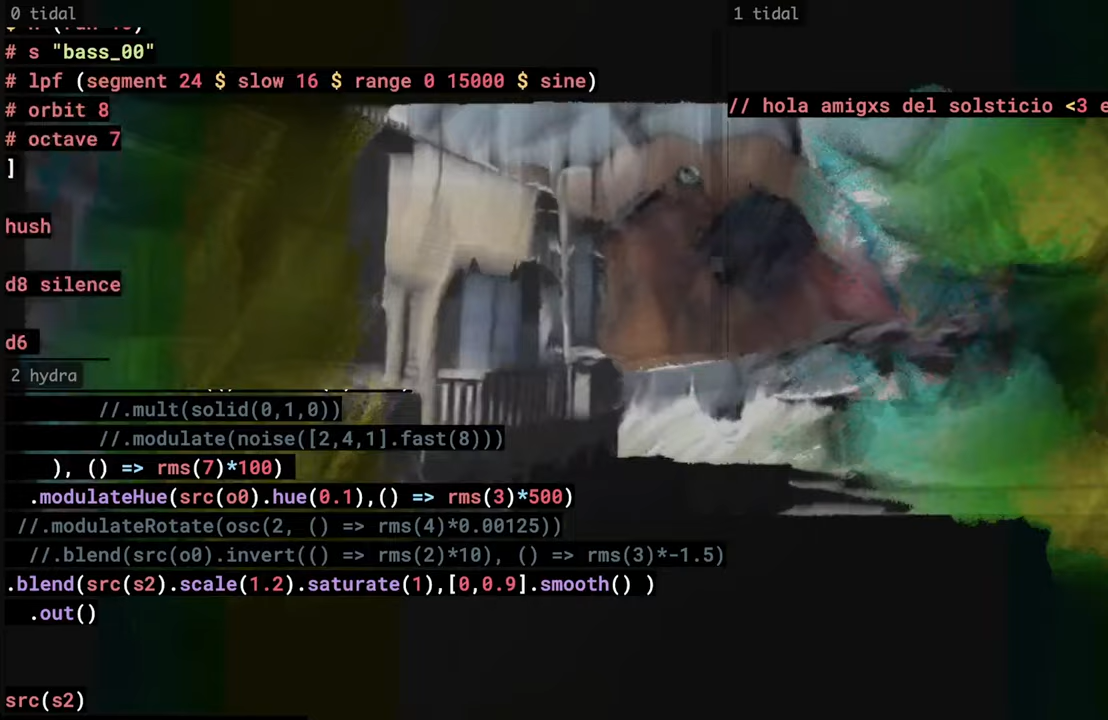 0 tidal
# s "bass_00"
# lpf (segment 24 $ slow 16 $ range 0 15000 $ sine)
# orbit 8
# octave 7
]
hush
d8 silence
d6
1 tidal
// hola amigxs del solsticio <3 e
2 hydra
//.mult(solid(0,1,0))
//.modulate(noise([2,4,1].fast(8)))
), () => rms(7)*100)
.modulateHue(src(o0).hue(0.1),() => rms(3)*500)
//.modulateRotate(osc(2, () => rms(4)*0.00125))
//.blend(src(o0).invert(() => rms(2)*10), () => rms(3)*-1.5)
.blend(src(s2).scale(1.2).saturate(1),[0,0.9].smooth() )
.out()
src(s2)